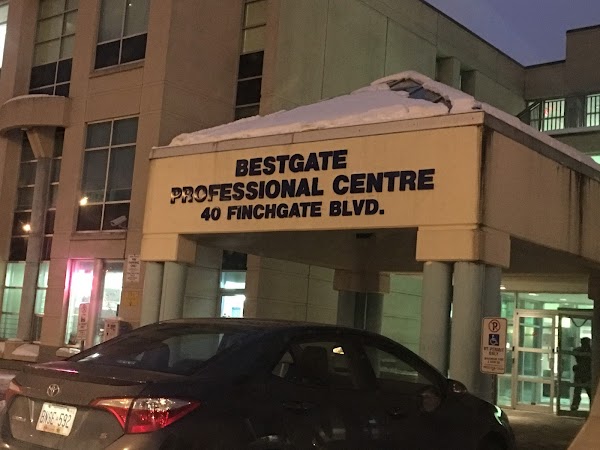 BESTGATE
PROFESSIONAL CENTRE
40 FINCHGATE BLVD.